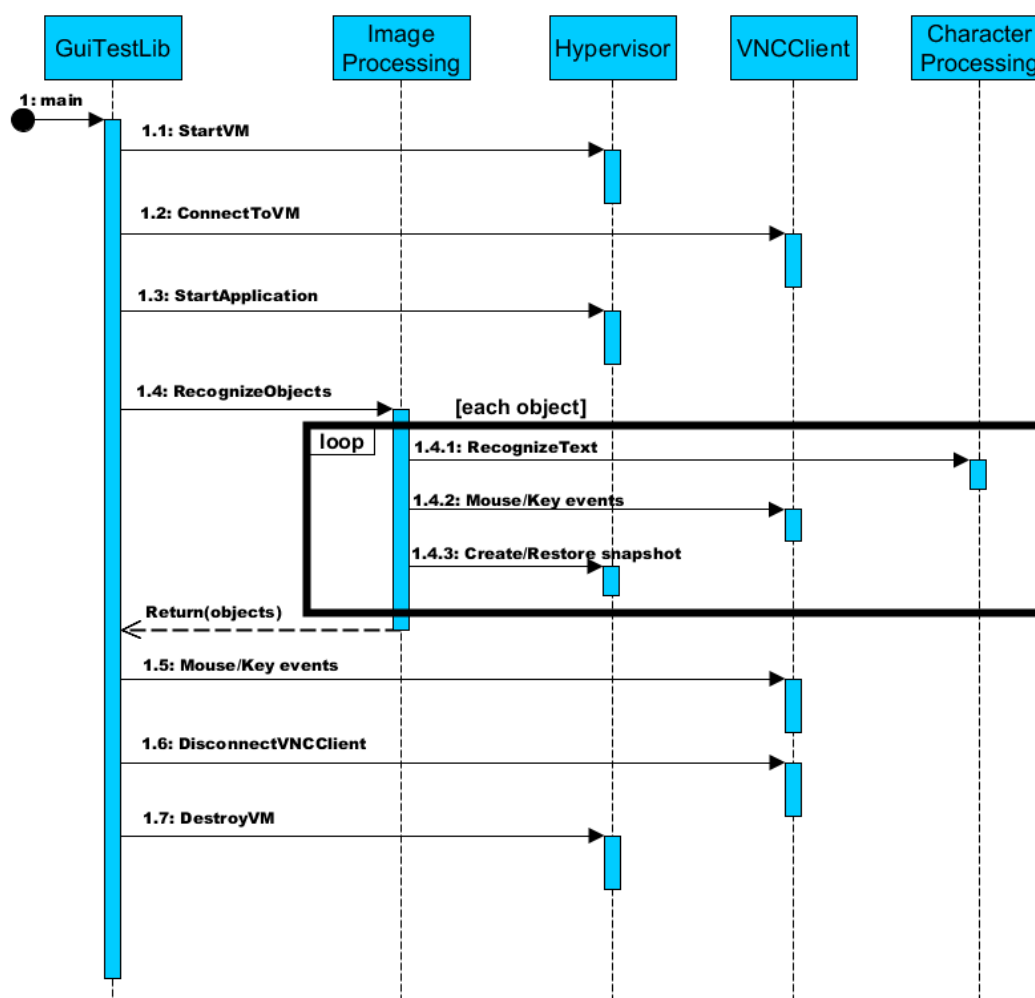 GuiTestLib
Image
Processing
Hypervisor
VNCClient
Character
Processing
1: main
1.1: StartVM
1.2: ConnectToVM
1.3: StartApplication
1.4: RecognizeObjects
[each object]
loop
1.4.1: RecognizeText
1.4.2: Mouse/Key events
1.4.3: Create/Restore snapshot
Return(objects)
1.5: Mouse/Key events
1.6: DisconnectVNCClient
1.7: DestroyVM